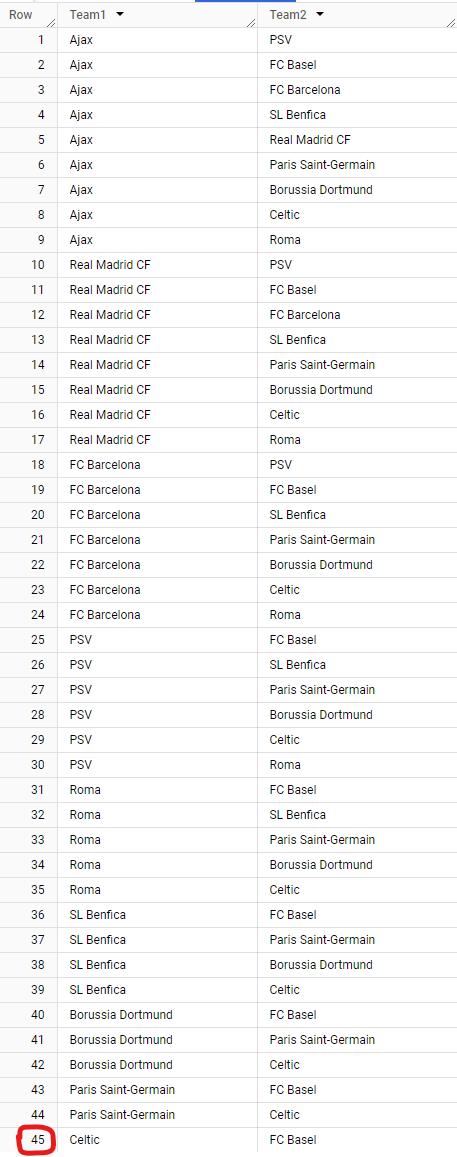 Row Team1 Team2
1 Ajax PSV
2 Ajax FC Basel
3 Ajax FC Barcelona
4 Ajax SL Benfica
5 Ajax Real Madrid CF
6 Ajax Paris Saint-Germain
7 Ajax Borussia Dortmund
8 Ajax Celtic
9 Ajax Roma
10 Real Madrid CF PSV
11 Real Madrid CF FC Basel
12 Real Madrid CF FC Barcelona
13 Real Madrid CF SL Benfica
14 Real Madrid CF Paris Saint-Germain
15 Real Madrid CF Borussia Dortmund
16 Real Madrid CF Celtic
17 Real Madrid CF Roma
18 FC Barcelona PSV
19 FC Barcelona FC Basel
20 FC Barcelona SL Benfica
21 FC Barcelona Paris Saint-Germain
22 FC Barcelona Borussia Dortmund
23 FC Barcelona Celtic
24 FC Barcelona Roma
25 PSV FC Basel
26 PSV SL Benfica
27 PSV Paris Saint-Germain
28 PSV Borussia Dortmund
29 PSV Celtic
30 PSV Roma
31 Roma FC Basel
32 Roma SL Benfica
33 Roma Paris Saint-Germain
34 Roma Borussia Dortmund
35 Roma Celtic
36 SL Benfica FC Basel
37 SL Benfica Paris Saint-Germain
38 SL Benfica Borussia Dortmund
39 SL Benfica Celtic
40 Borussia Dortmund FC Basel
41 Borussia Dortmund Paris Saint-Germain
42 Borussia Dortmund Celtic
43 Paris Saint-Germain FC Basel
44 Paris Saint-Germain Celtic
45 Celtic FC Basel